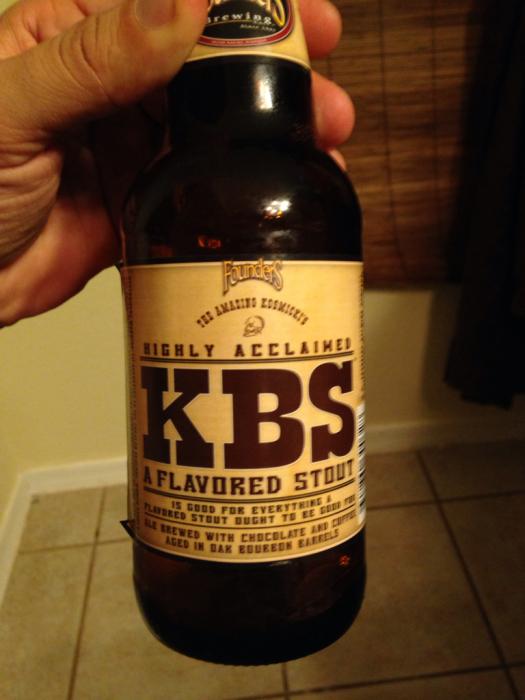 Brewing
Founders
THE AMAZING KOSMICKI'S
HIGHLY ACCLAIMED
KBS
A FLAVORED STOUT
IS GOOD FOR EVERYTHING A
FLAVORED STOUT OUGHT TO BE GOOD FOR
ALE BREWED WITH CHOCOLATE AND COFFEE
AGED IN OAK BOURBON BARRELS